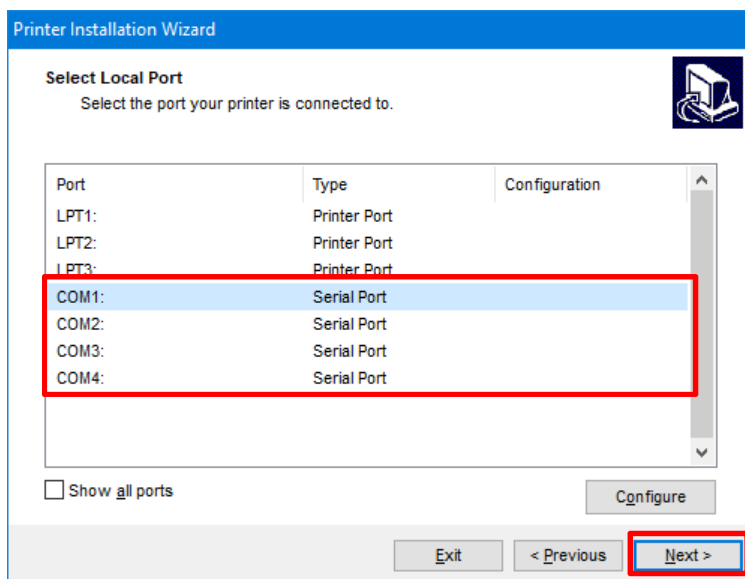 Printer Installation Wizard
Select Local Port
Select the port your printer is connected to.
Port Type Configuration
LPT1: Printer Port
LPT2: Printer Port
LPT3: Printer Port
COM1: Serial Port
COM2: Serial Port
COM3: Serial Port
COM4: Serial Port
Show all ports
Configure
Exit < Previous Next >